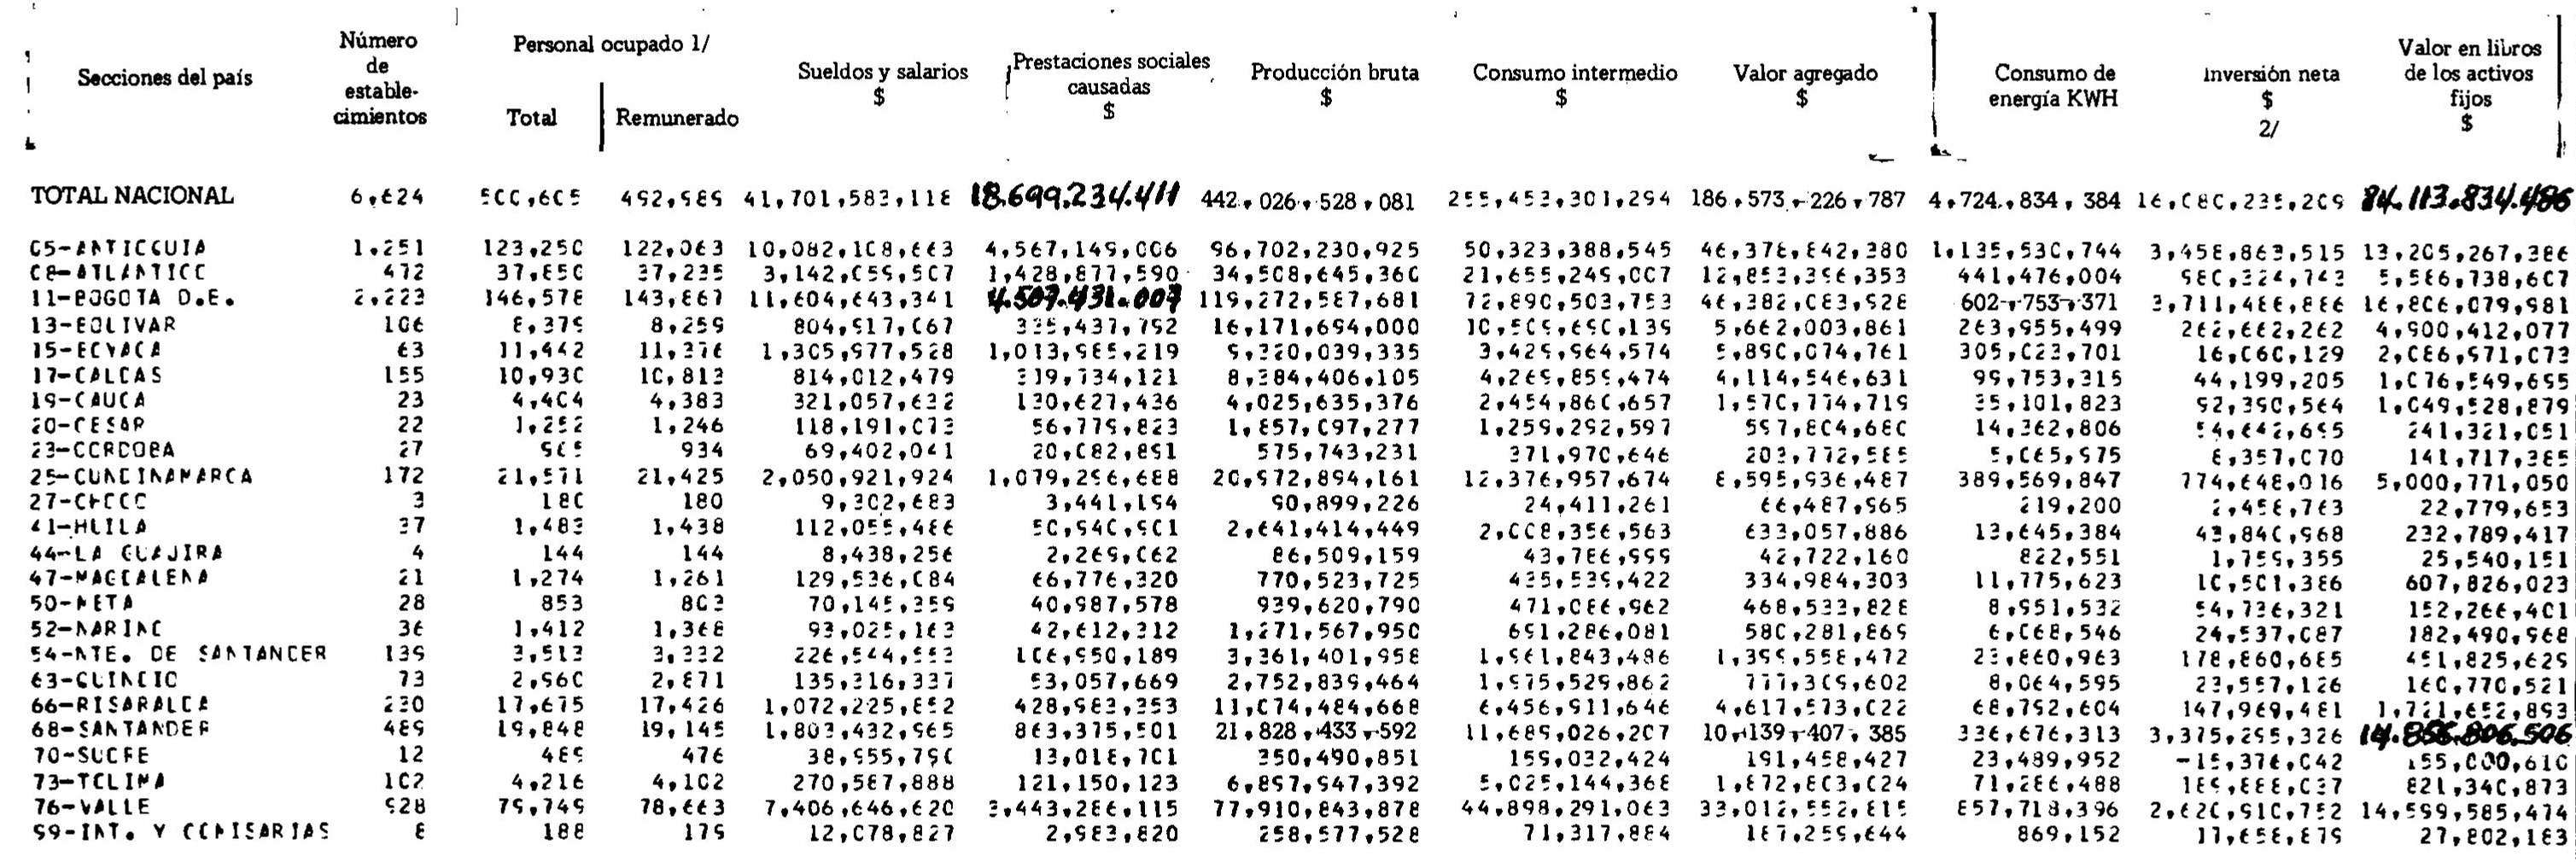 Número de establecimientos
Personal ocupado 1/
Secciones del país
Total
Remunerado
Sueldos y salarios $
Prestaciones sociales causadas $
Producción bruta $
Consumo intermedio $
Valor agregado $
Consumo de energía KWH
Inversión neta $ 2/
Valor en libros de los activos fijos $
TOTAL NACIONAL 6,624 500,605 492,989 41,701,583,118 18.699.234.411 442,026,528,081 255,453,301,294 186,573,226,787 4,724,834,384 16,080,235,209 84.113.834.486
05-ANTIOQUIA 1,251 123,250 122,063 10,082,108,663 4,567,149,006 96,702,230,925 50,323,388,545 46,378,842,380 1,135,530,744 3,458,863,515 13,205,267,386
08-ATLANTICO 472 37,850 37,235 3,142,059,507 1,428,877,590 34,508,645,360 21,655,249,007 12,853,396,353 441,476,004 980,324,743 5,586,738,607
11-BOGOTA D.E. 2,223 146,578 143,867 11,604,643,341 4.507.431.007 119,272,587,681 72,890,503,753 46,382,083,928 602,753,371 3,711,486,886 16,806,079,981
13-BOLIVAR 106 8,379 8,259 804,917,067 335,437,792 16,171,694,000 10,509,690,139 5,662,003,861 263,955,499 262,662,262 4,900,412,077
15-BOYACA 63 11,442 11,376 1,305,977,528 1,013,985,219 9,320,039,335 3,429,964,574 5,890,074,761 305,023,701 16,060,129 2,086,971,073
17-CALDAS 155 10,930 10,813 814,012,479 319,734,121 8,384,406,105 4,269,859,474 4,114,546,631 99,753,315 44,199,205 1,076,549,695
19-CAUCA 23 4,404 4,383 321,057,632 130,627,436 4,025,635,376 2,454,860,657 1,570,774,719 35,101,823 92,390,564 1,049,528,879
20-CESAR 22 1,252 1,246 118,191,073 56,779,823 1,857,097,277 1,259,292,597 597,804,680 14,362,806 54,642,695 241,321,051
23-CORDOBA 27 965 934 69,402,041 20,082,891 575,743,231 371,970,646 203,772,585 5,065,975 8,357,070 141,717,385
25-CUNDINAMARCA 172 21,571 21,425 2,050,921,924 1,079,296,688 20,972,894,161 12,376,957,674 8,595,936,487 389,569,847 774,648,016 5,000,771,050
27-CHOCO 3 180 180 9,302,683 3,441,194 90,899,226 24,411,261 66,487,965 219,200 2,458,763 22,779,653
41-HUILA 37 1,483 1,438 112,055,486 50,940,901 2,641,414,449 2,008,356,563 633,057,886 13,645,384 43,840,968 232,789,417
44-LA GUAJIRA 4 144 144 8,438,256 2,269,062 86,509,159 43,786,999 42,722,160 822,551 1,759,355 25,540,151
47-MAGDALENA 21 1,274 1,261 129,536,084 66,776,320 770,523,725 435,539,422 334,984,303 11,775,623 10,501,386 607,826,023
50-META 28 853 803 70,145,359 40,987,578 939,620,790 471,086,962 468,533,828 8,951,532 54,736,321 152,266,401
52-NARINO 36 1,412 1,368 93,025,163 42,612,312 1,271,567,950 691,286,081 580,281,869 6,068,546 24,537,087 182,490,968
54-NTE. DE SANTANDER 139 3,513 3,332 226,544,553 106,950,189 3,361,401,958 1,961,843,486 1,399,558,472 23,860,963 178,860,685 451,825,629
63-QUINDIO 73 2,960 2,871 135,316,337 53,057,669 2,752,839,464 1,975,529,862 777,309,602 8,064,595 23,557,126 160,770,521
66-RISARALDA 230 17,675 17,426 1,072,225,852 428,983,353 11,074,484,668 6,456,911,646 4,617,573,022 68,792,604 147,969,481 1,721,652,893
68-SANTANDER 489 19,848 19,145 1,803,432,965 863,375,501 21,828,433,592 11,689,026,207 10,139,407,385 336,676,313 3,375,295,326 14.856.806.506
70-SUCRE 12 489 476 38,955,790 13,018,701 350,490,851 159,032,424 191,458,427 23,489,952 -15,376,042 155,000,610
73-TOLIMA 102 4,216 4,102 270,587,888 121,150,123 6,897,947,392 5,025,144,368 1,872,803,024 71,286,488 189,888,037 821,340,873
76-VALLE 928 79,749 78,663 7,406,646,620 3,443,286,115 77,910,843,878 44,898,291,063 33,012,552,815 857,718,396 2,620,910,752 14,599,585,474
99-INT. Y COMISARIAS 8 188 179 12,078,827 2,983,820 258,577,528 71,317,884 187,259,644 869,152 17,658,879 27,802,163